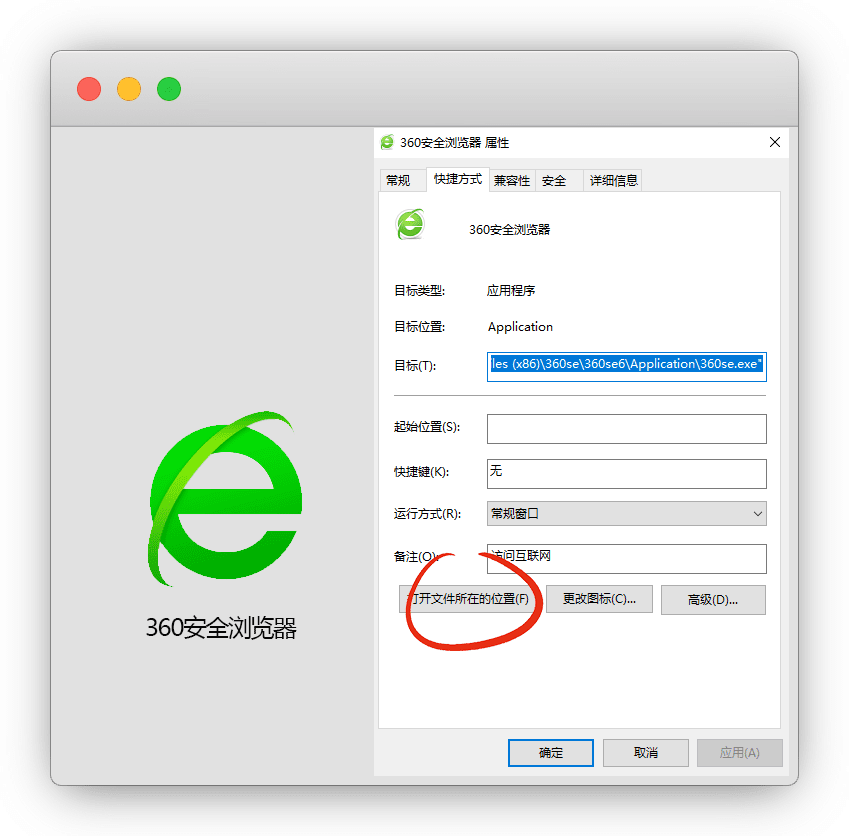 360安全浏览器 属性
常规 快捷方式 兼容性 安全 详细信息
360安全浏览器
目标类型: 应用程序
目标位置: Application
目标(T): les (x86)\360se\360se6\Application\360se.exe"
起始位置(S):
快捷键(K): 无
运行方式(R): 常规窗口
备注(O): 访问互联网
打开文件所在的位置(F) 更改图标(C)... 高级(D)...
360安全浏览器
确定 取消 应用(A)